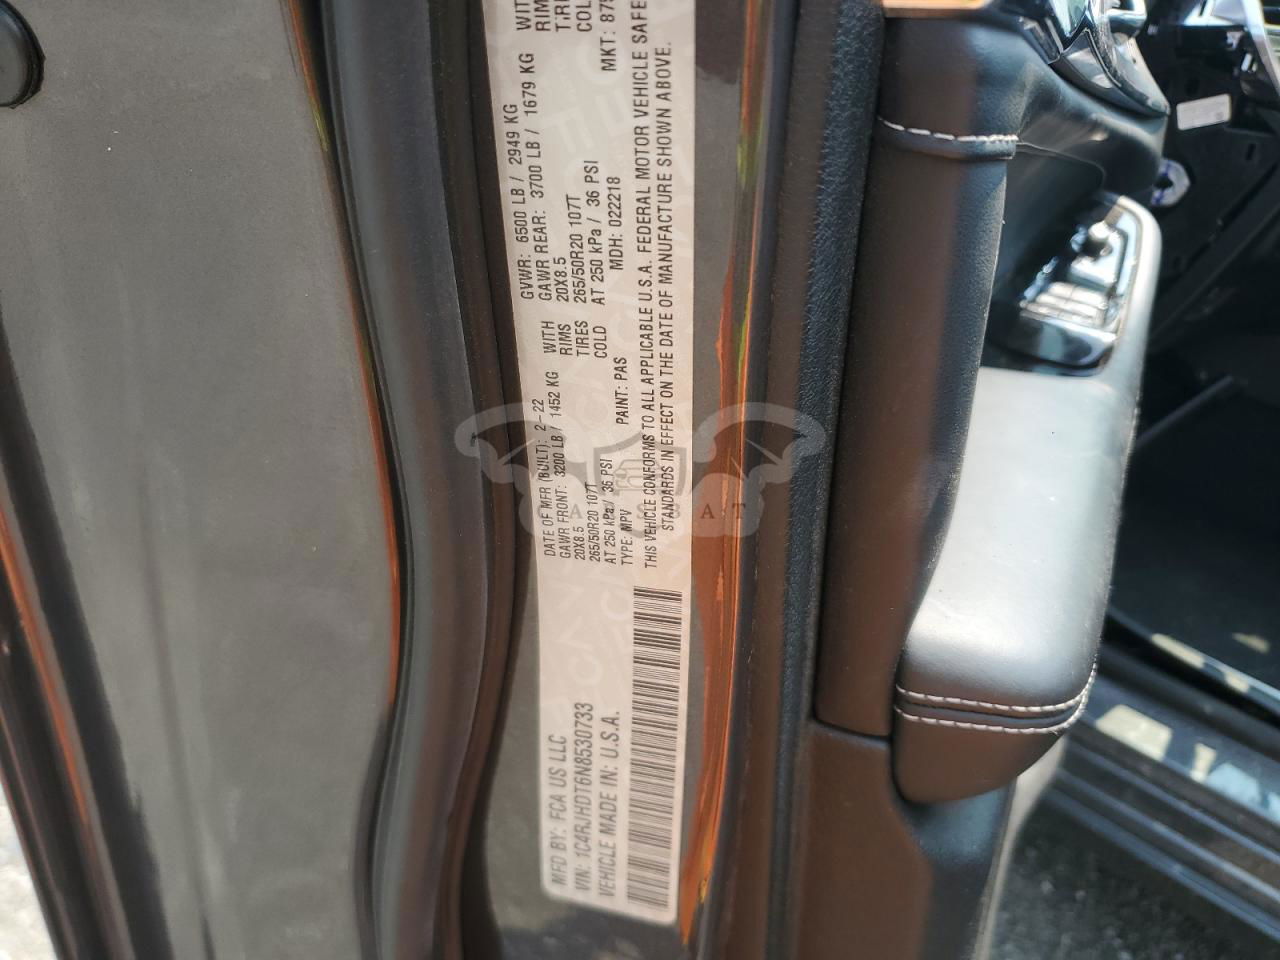 MFD BY: FCA US LLC
DATE OF MFR (BUILT): 2-22
GVWR: 6500 LB / 2949 KG
GAWR FRONT: 3200 LB / 1452 KG WITH
GAWR REAR: 3700 LB / 1679 KG WITH
20X8.5 RIMS
20X8.5 RIMS
265/50R20 107T TIRES
265/50R20 107T
AT 250 kPa / 36 PSI COLD
AT 250 kPa / 36 PSI COLD
VIN: 1C4RJHDT6N8530733
TYPE: MPV PAINT: PAS MDH: 022218 MKT:
VEHICLE MADE IN: U.S.A.
THIS VEHICLE CONFORMS TO ALL APPLICABLE U.S.A. FEDERAL MOTOR VEHICLE
STANDARDS IN EFFECT ON THE DATE OF MANUFACTURE SHOWN ABOVE.